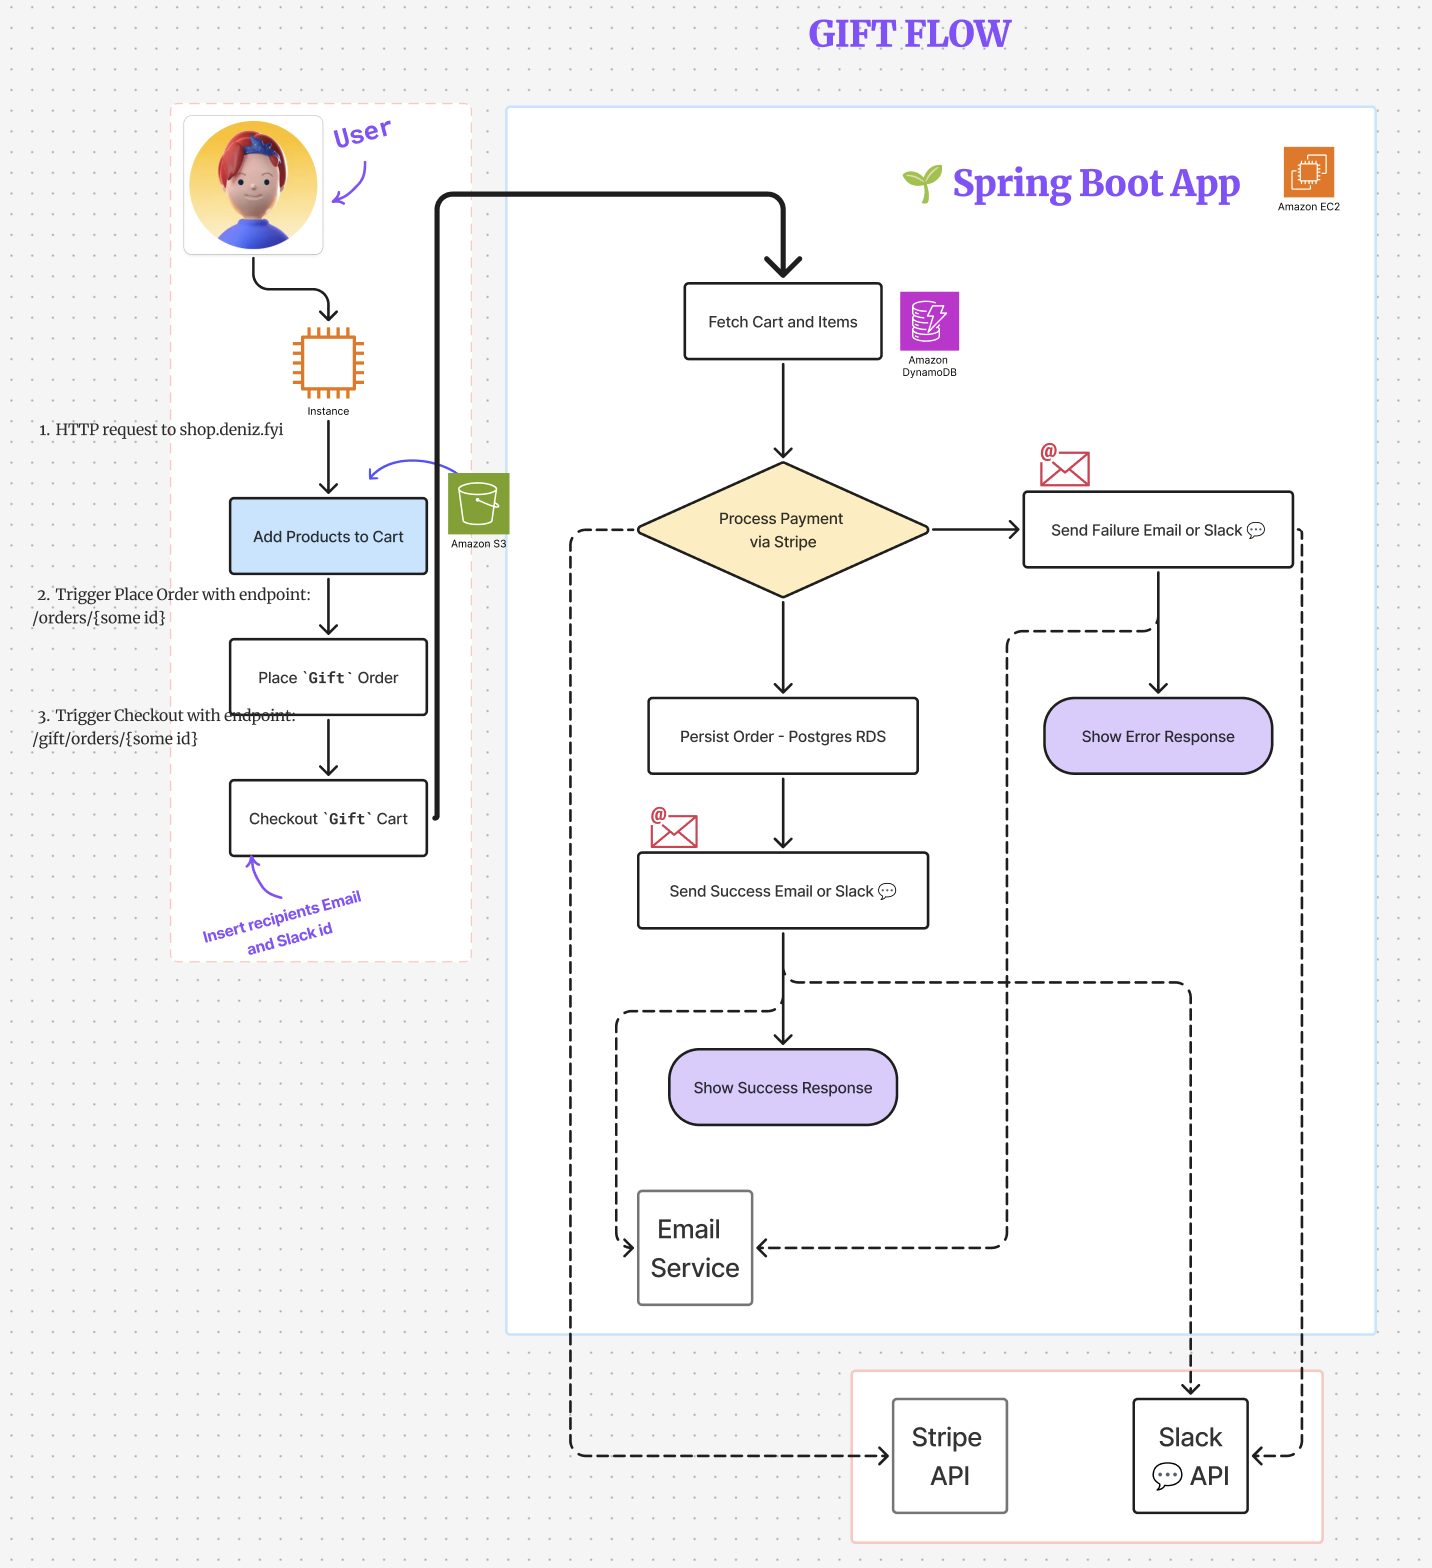 GIFT FLOW
User
Instance
1. HTTP request to shop.deniz.fyi
Add Products to Cart
Amazon S3
2. Trigger Place Order with endpoint:
/orders/{some id}
Place `Gift` Order
3. Trigger Checkout with endpoint:
/gift/orders/{some id}
Checkout `Gift` Cart
Insert recipients Email
and Slack id
Spring Boot App
Amazon EC2
Fetch Cart and Items
Amazon
DynamoDB
Process Payment
via Stripe
@
Send Failure Email or Slack 💬
Persist Order - Postgres RDS
Show Error Response
@
Send Success Email or Slack 💬
Show Success Response
Email
Service
Stripe
API
Slack
💬 API